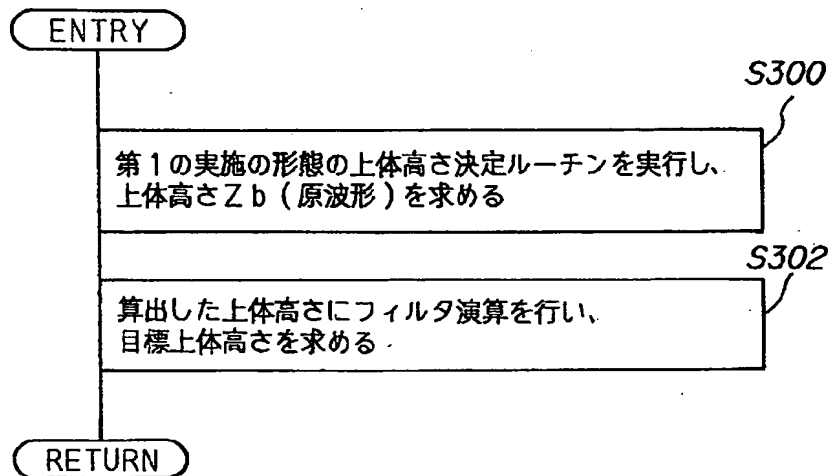 ENTRY
S300
第1の実施の形態の上体高さ決定ルーチンを実行し、
上体高さZb(原波形)を求める
S302
算出した上体高さにフィルタ演算を行い、
目標上体高さを求める
RETURN